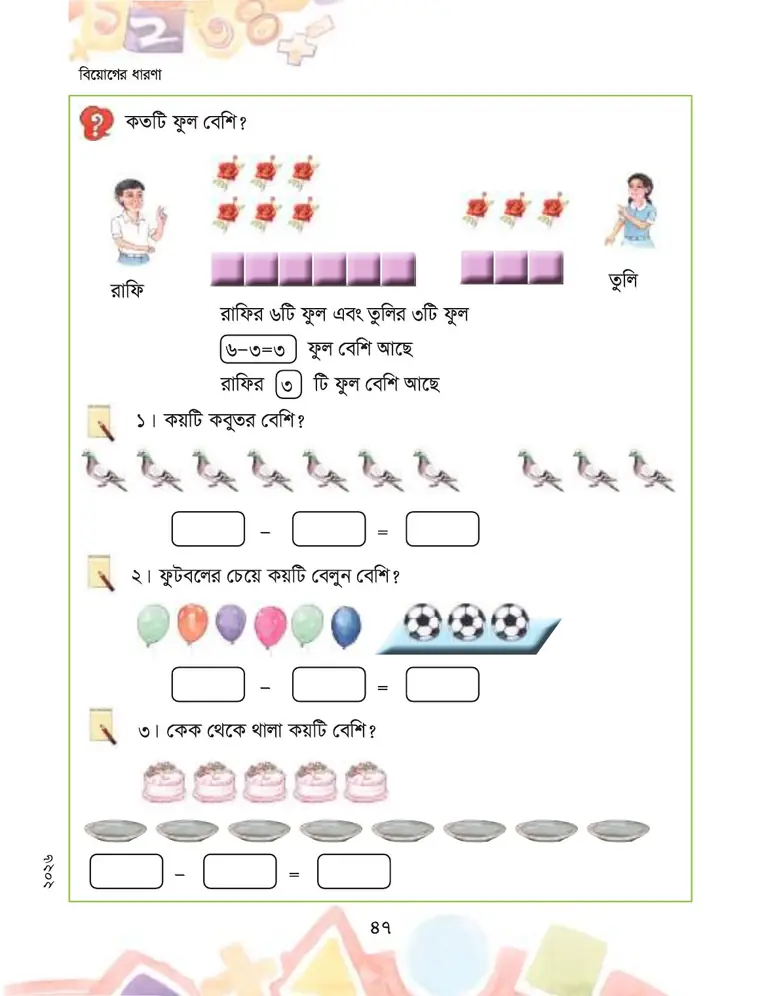 বিয়োগের ধারণা
কতটি ফুল বেশি?
রাফি
তুলি
রাফির ৬টি ফুল এবং তুলির ৩টি ফুল
৬−৩=৩ ফুল বেশি আছে
রাফির ৩ টি ফুল বেশি আছে
১। কয়টি কবুতর বেশি?
− =
২। ফুটবলের চেয়ে কয়টি বেলুন বেশি?
− =
৩। কেক থেকে থালা কয়টি বেশি?
− =
২০২৬
৪৭